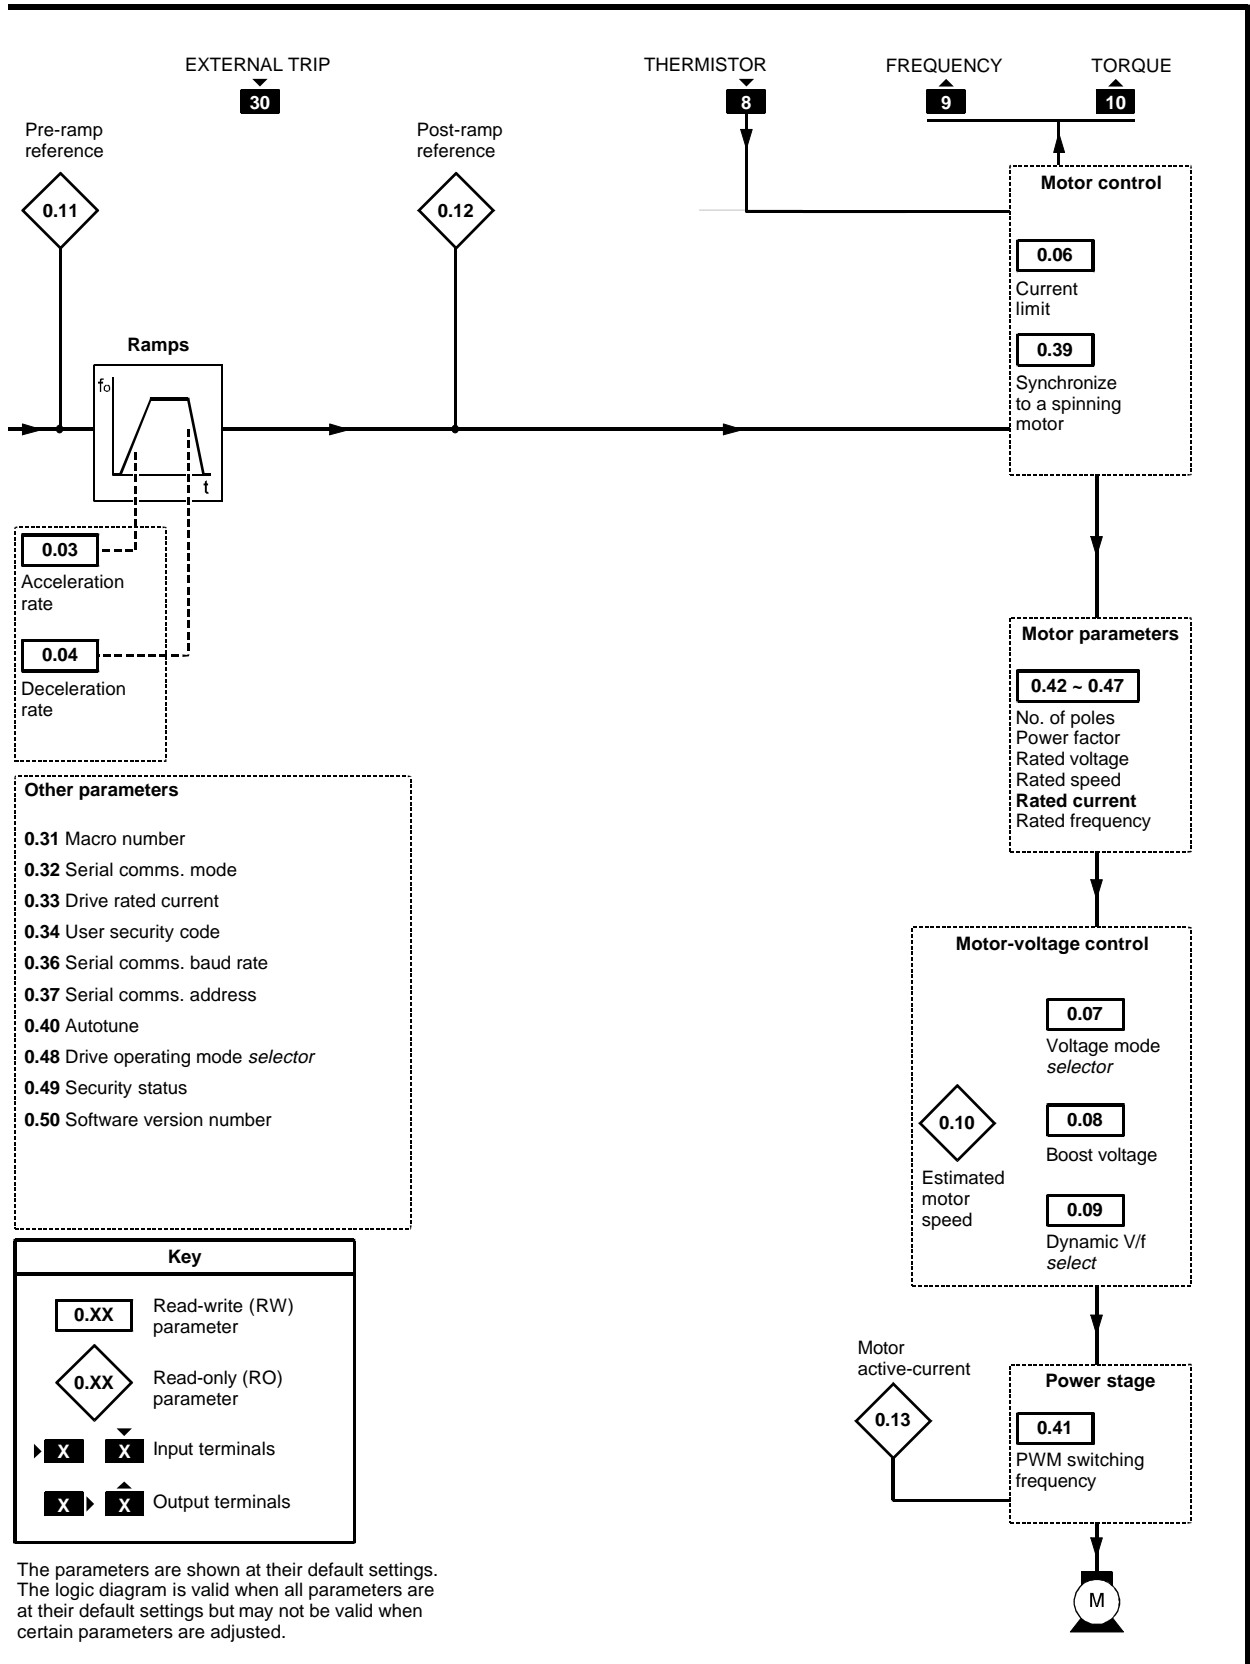 EXTERNAL TRIP
30
THERMISTOR
8
FREQUENCY
9
TORQUE
10
Pre-ramp
reference
0.11
Post-ramp
reference
0.12
Motor control
0.06
Current
limit
0.39
Synchronize
to a spinning
motor
Ramps
fo
t
0.03
Acceleration
rate
0.04
Deceleration
rate
Motor parameters
0.42 ~ 0.47
No. of poles
Power factor
Rated voltage
Rated speed
Rated current
Rated frequency
Other parameters
0.31 Macro number
0.32 Serial comms. mode
0.33 Drive rated current
0.34 User security code
0.36 Serial comms. baud rate
0.37 Serial comms. address
0.40 Autotune
0.48 Drive operating mode selector
0.49 Security status
0.50 Software version number
Motor-voltage control
0.07
Voltage mode
selector
0.10
Estimated
motor
speed
0.08
Boost voltage
0.09
Dynamic V/f
select
Key
0.XX
Read-write (RW)
parameter
0.XX
Read-only (RO)
parameter
X X Input terminals
X X Output terminals
Motor
active-current
0.13
Power stage
0.41
PWM switching
frequency
M
The parameters are shown at their default settings.
The logic diagram is valid when all parameters are
at their default settings but may not be valid when
certain parameters are adjusted.